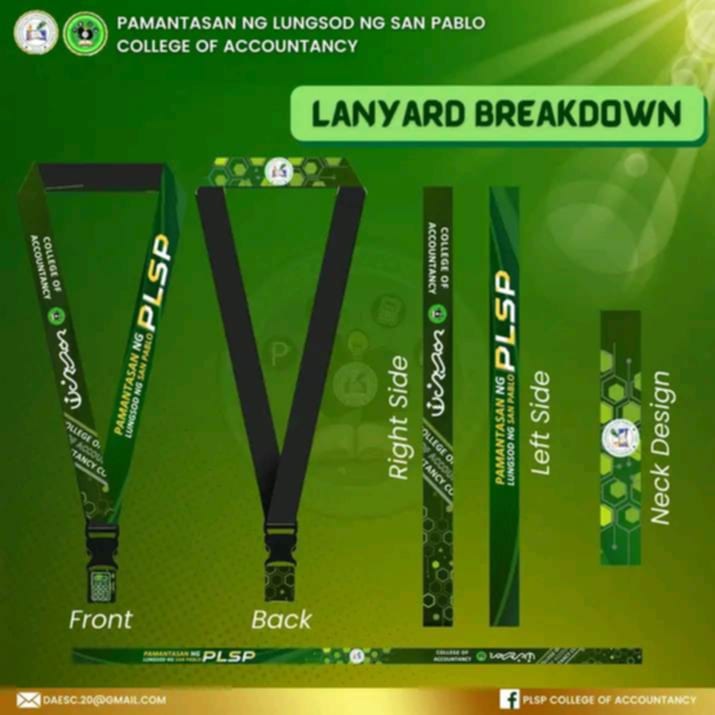 PAMANTASAN NG LUNGSOD NG SAN PABLO
COLLEGE OF ACCOUNTANCY
LANYARD BREAKDOWN
COLLEGE OF
ACCOUNTANCY
PAMANTASAN NG
LUNGSOD NG SAN PABLO
PLSP
Front
Back
COLLEGE OF
ACCOUNTANCY
Right Side
PAMANTASAN NG
LUNGSOD NG SAN PABLO
PLSP
Left Side
Neck Design
PAMANTASAN NG
LUNGSOD NG SAN PABLO
PLSP
COLLEGE OF
ACCOUNTANCY
DAESC.20@GMAIL.COM
PLSP COLLEGE OF ACCOUNTANCY